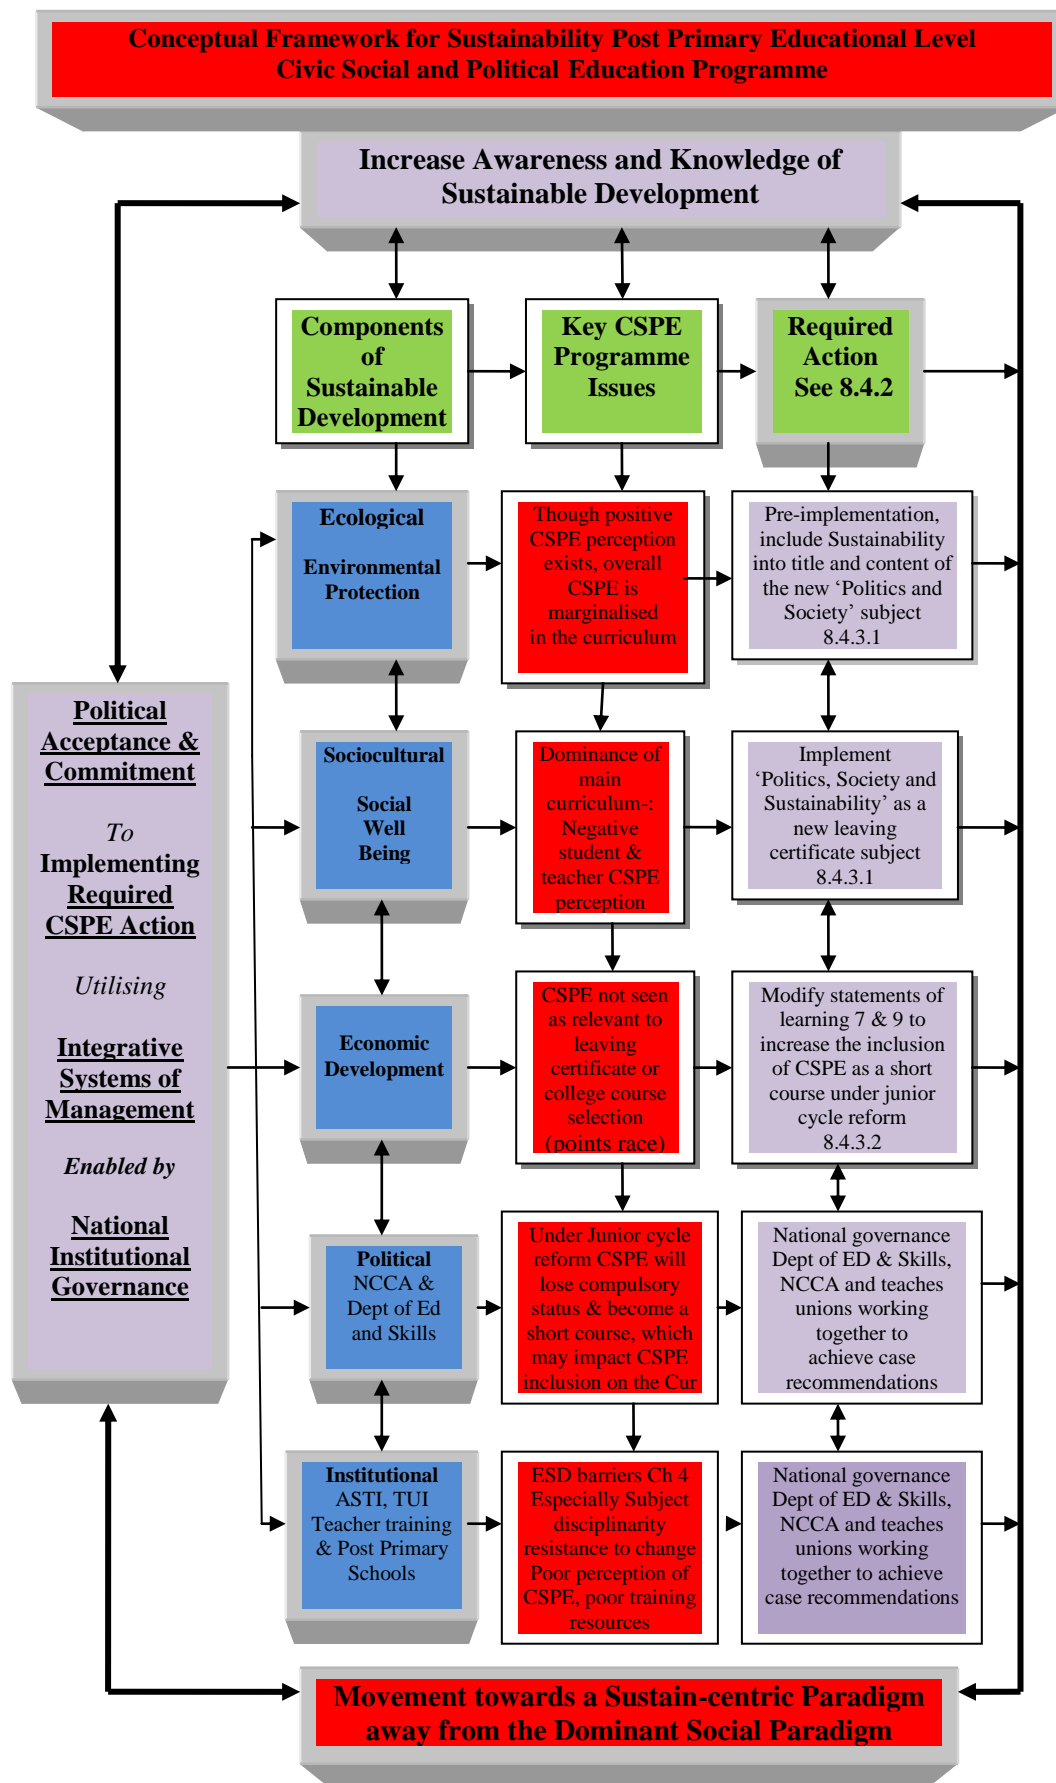 Conceptual Framework for Sustainability Post Primary Educational Level
Civic Social and Political Education Programme
Increase Awareness and Knowledge of
Sustainable Development
Components
of
Sustainable
Development
Key CSPE
Programme
Issues
Required
Action
See 8.4.2
Ecological
Environmental
Protection
Though positive
CSPE perception
exists, overall
CSPE is
marginalised
in the curriculum
Pre-implementation,
include Sustainability
into title and content of
the new ‘Politics and
Society’ subject
8.4.3.1
Political
Acceptance &
Commitment
To
Implementing
Required
CSPE Action
Utilising
Integrative
Systems of
Management
Enabled by
National
Institutional
Governance
Sociocultural
Social
Well
Being
Dominance of
main
curriculum-:
Negative
student &
teacher CSPE
perception
Implement
‘Politics, Society and
Sustainability’ as a
new leaving
certificate subject
8.4.3.1
Economic
Development
CSPE not seen
as relevant to
leaving
certificate or
college course
selection
(points race)
Modify statements of
learning 7 & 9 to
increase the inclusion
of CSPE as a short
course under junior
cycle reform
8.4.3.2
Political
NCCA &
Dept of Ed
and Skills
Under Junior cycle
reform CSPE will
lose compulsory
status & become a
short course, which
may impact CSPE
inclusion on the Cur
National governance
Dept of ED & Skills,
NCCA and teaches
unions working
together to
achieve case
recommendations
Institutional
ASTI, TUI
Teacher training
& Post Primary
Schools
ESD barriers Ch 4
Especially Subject
disciplinarity
resistance to change
Poor perception of
CSPE, poor training
resources
National governance
Dept of ED & Skills,
NCCA and teaches
unions working
together to achieve
case recommendations
Movement towards a Sustain-centric Paradigm
away from the Dominant Social Paradigm